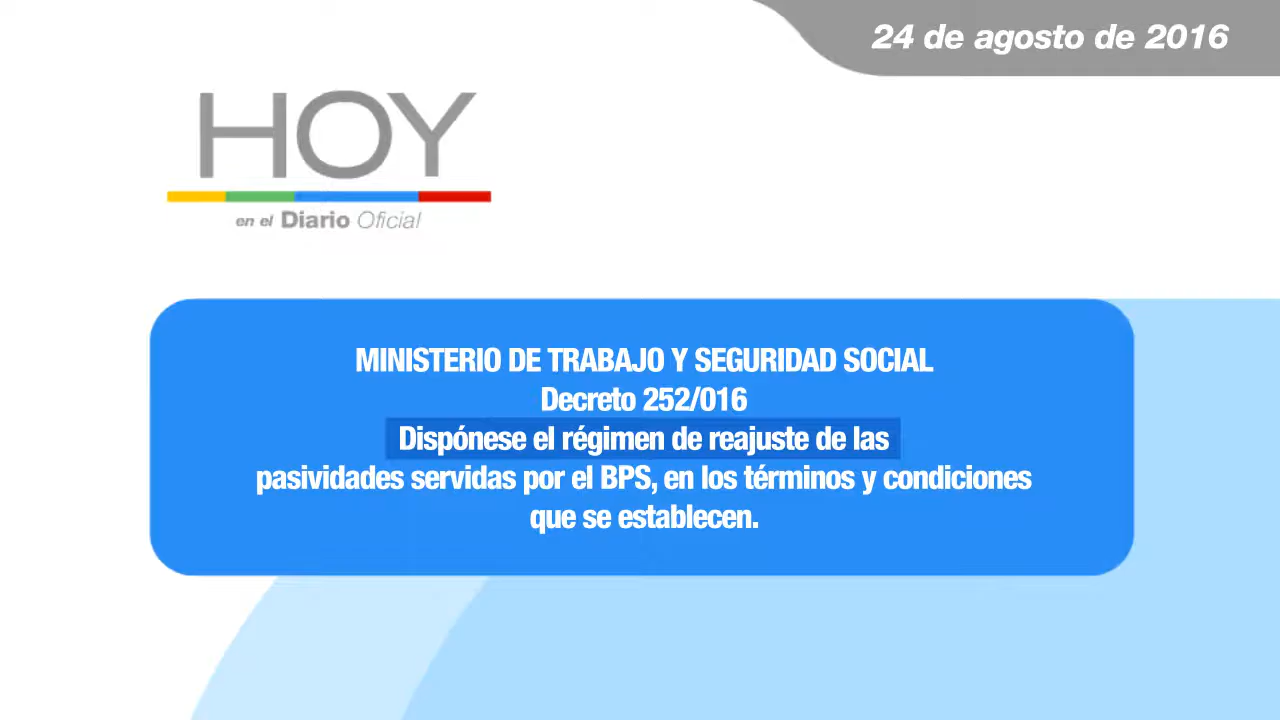 24 de agosto de 2016
HOY
en el Diario Oficial
MINISTERIO DE TRABAJO Y SEGURIDAD SOCIAL
Decreto 252/016
Dispónese el régimen de reajuste de las
pasividades servidas por el BPS, en los términos y condiciones
que se establecen.